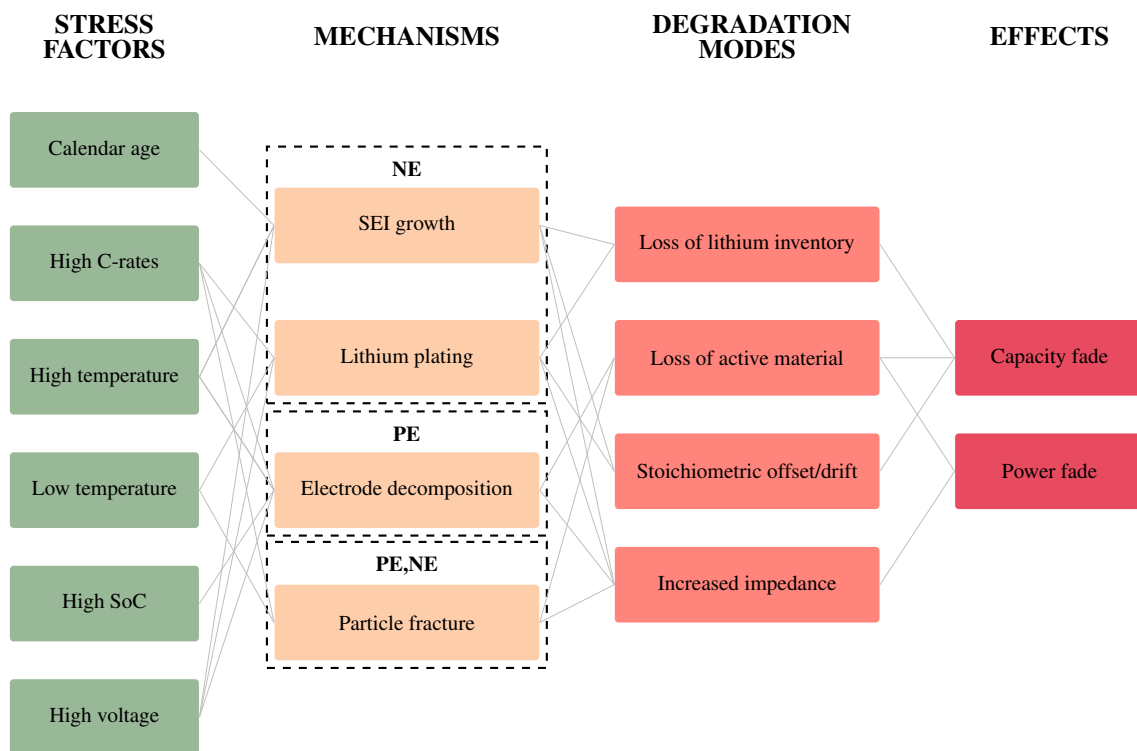 STRESS
FACTORS
MECHANISMS
DEGRADATION
MODES
EFFECTS
Calendar age
High C-rates
High temperature
Low temperature
High SoC
High voltage
NE
SEI growth
Lithium plating
PE
Electrode decomposition
PE,NE
Particle fracture
Loss of lithium inventory
Loss of active material
Stoichiometric offset/drift
Increased impedance
Capacity fade
Power fade